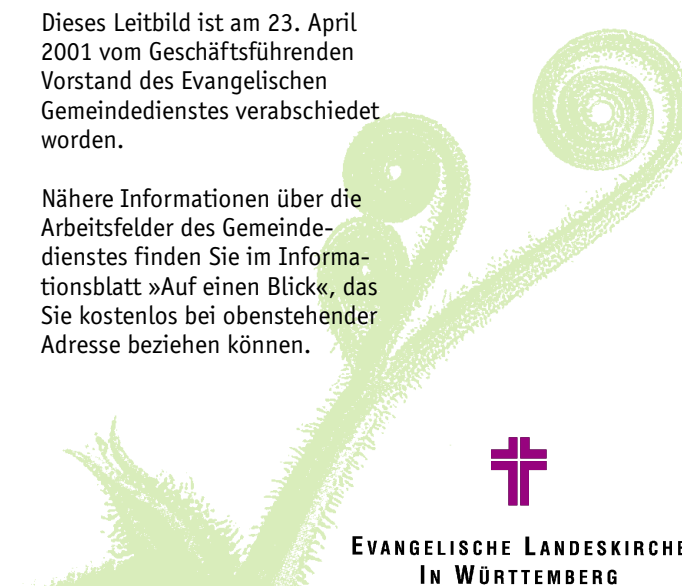 Dieses Leitbild ist am 23. April
2001 vom Geschäftsführenden
Vorstand des Evangelischen
Gemeindedienstes verabschiedet
worden.
Nähere Informationen über die
Arbeitsfelder des Gemeinde-
dienstes finden Sie im Informa-
tionsblatt »Auf einen Blick«, das
Sie kostenlos bei obenstehender
Adresse beziehen können.
EVANGELISCHE LANDESKIRCHE
IN WÜRTTEMBERG